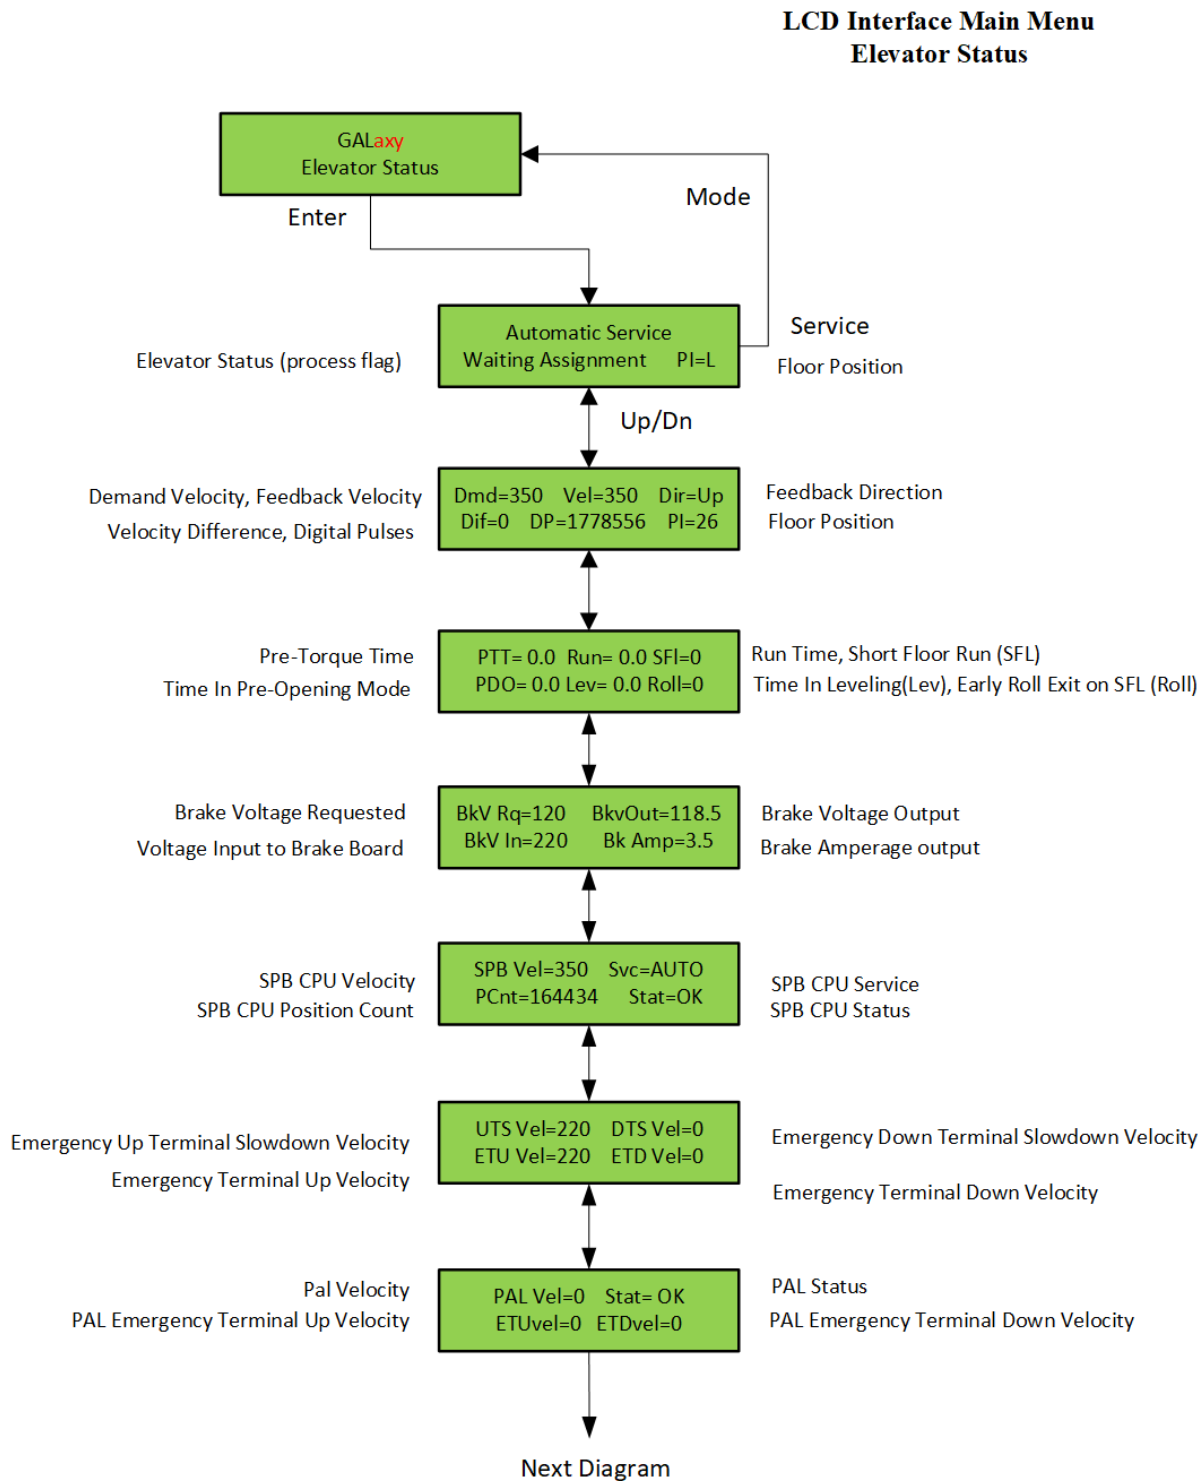 LCD Interface Main Menu
Elevator Status
GALaxy
Elevator Status
Enter
Mode
Automatic Service
Waiting Assignment PI=L
Elevator Status (process flag)
Service
Floor Position
Up/Dn
Demand Velocity, Feedback Velocity
Velocity Difference, Digital Pulses
Dmd=350 Vel=350 Dir=Up
Dif=0 DP=1778556 PI=26
Feedback Direction
Floor Position
Pre-Torque Time
Time In Pre-Opening Mode
PTT= 0.0 Run= 0.0 SFl=0
PDO= 0.0 Lev= 0.0 Roll=0
Run Time, Short Floor Run (SFL)
Time In Leveling(Lev), Early Roll Exit on SFL (Roll)
Brake Voltage Requested
Voltage Input to Brake Board
BkV Rq=120 BkvOut=118.5
BkV In=220 Bk Amp=3.5
Brake Voltage Output
Brake Amperage output
SPB CPU Velocity
SPB CPU Position Count
SPB Vel=350 Svc=AUTO
PCnt=164434 Stat=OK
SPB CPU Service
SPB CPU Status
Emergency Up Terminal Slowdown Velocity
Emergency Terminal Up Velocity
UTS Vel=220 DTS Vel=0
ETU Vel=220 ETD Vel=0
Emergency Down Terminal Slowdown Velocity
Emergency Terminal Down Velocity
Pal Velocity
PAL Emergency Terminal Up Velocity
PAL Vel=0 Stat= OK
ETUvel=0 ETDvel=0
PAL Status
PAL Emergency Terminal Down Velocity
Next Diagram